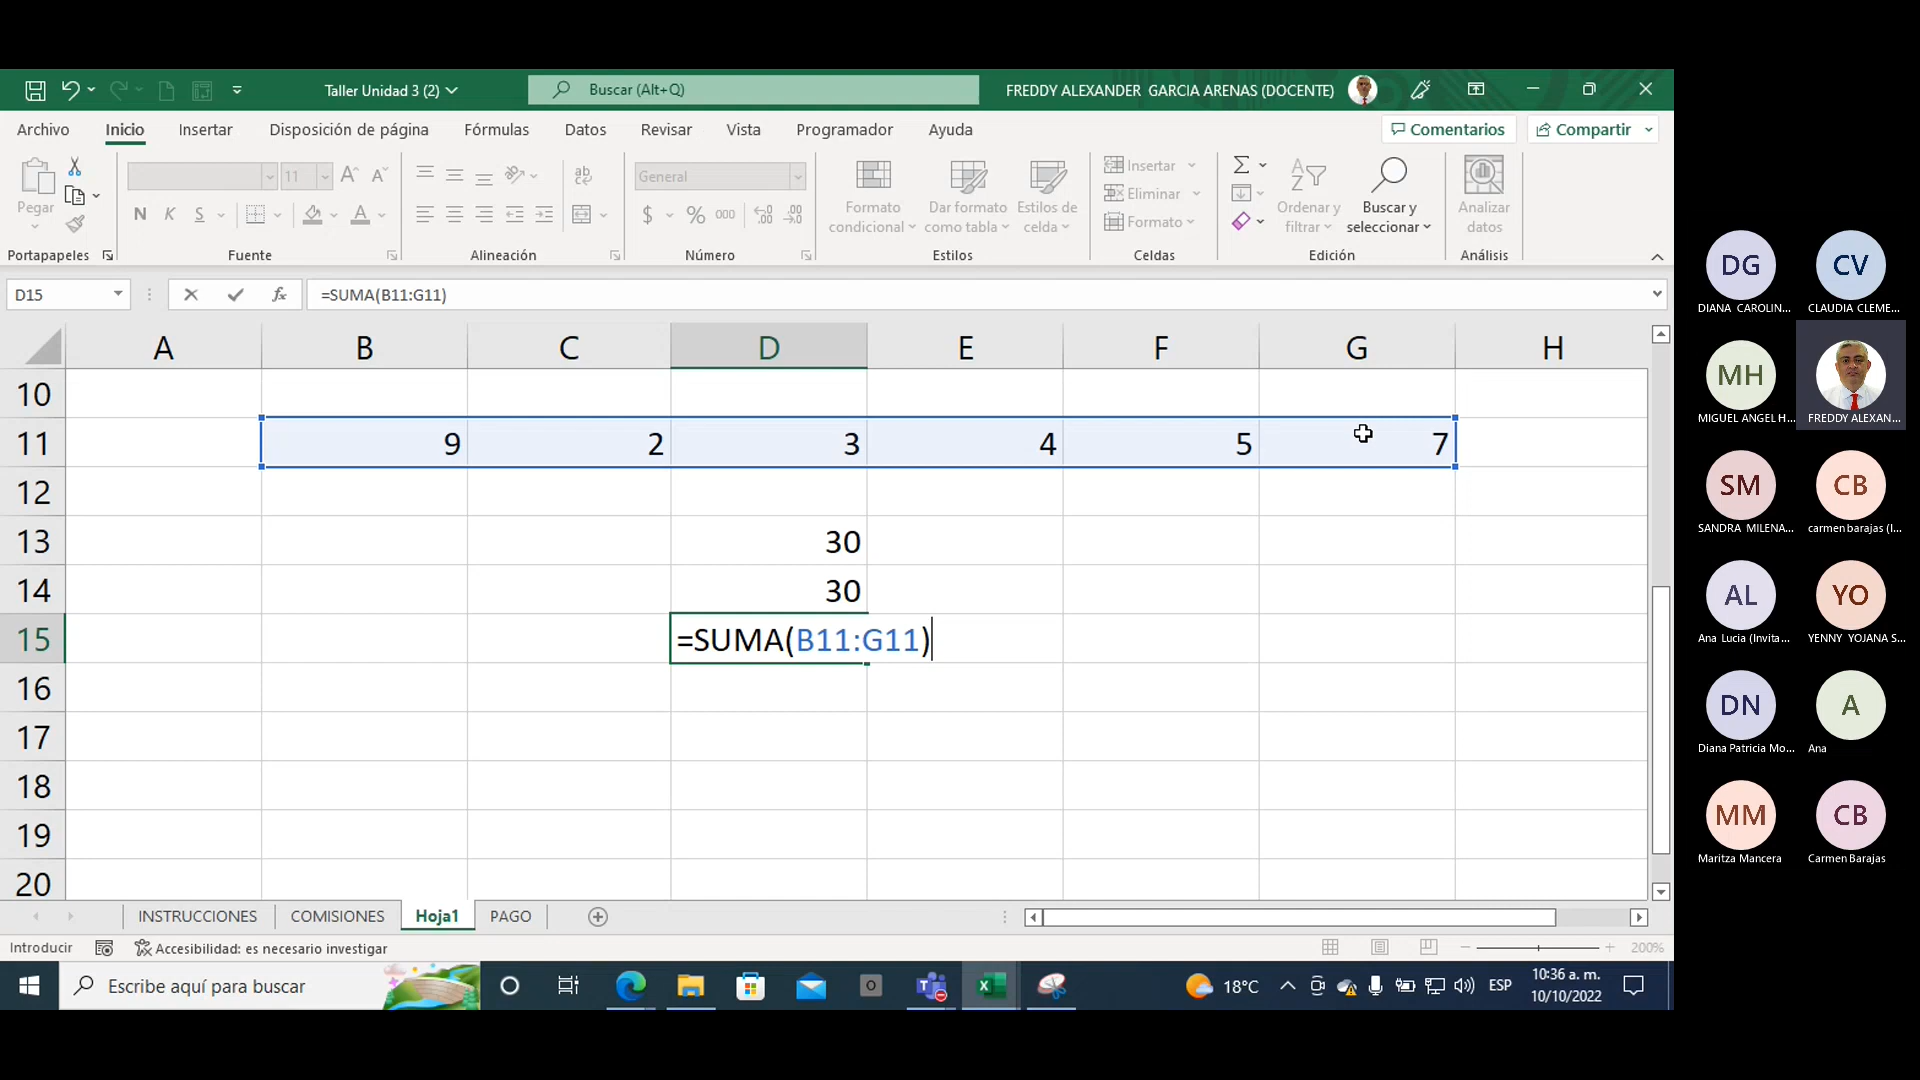 Taller Unidad 3 (2)
Buscar (Alt+Q)
FREDDY ALEXANDER GARCIA ARENAS (DOCENTE)
Archivo Inicio Insertar Disposición de página Fórmulas Datos Revisar Vista Programador Ayuda
Comentarios Compartir
Pegar
11
General
Formato condicional
Dar formato como tabla
Estilos de celda
Insertar
Eliminar
Formato
Ordenar y filtrar
Buscar y seleccionar
Analizar datos
N K S
$ % 000
Portapapeles Fuente Alineación Número Estilos Celdas Edición Análisis
D15
fx
=SUMA(B11:G11)
A B C D E F G H
10
11 9 2 3 4 5 7
12
13 30
14 30
15 =SUMA(B11:G11)
16
17
18
19
20
INSTRUCCIONES COMISIONES Hoja1 PAGO
Introducir
Accesibilidad: es necesario investigar
200%
Escribe aquí para buscar
18°C
ESP
10:36 a. m.
10/10/2022
DG
DIANA CAROLIN...
CV
CLAUDIA CLEME...
MH
MIGUEL ANGEL H...
FREDDY ALEXAN...
SM
SANDRA MILENA...
CB
carmen barajas (I...
AL
Ana Lucia (Invita...
YO
YENNY YOJANA S...
DN
Diana Patricia Mo...
A
Ana
MM
Maritza Mancera
CB
Carmen Barajas